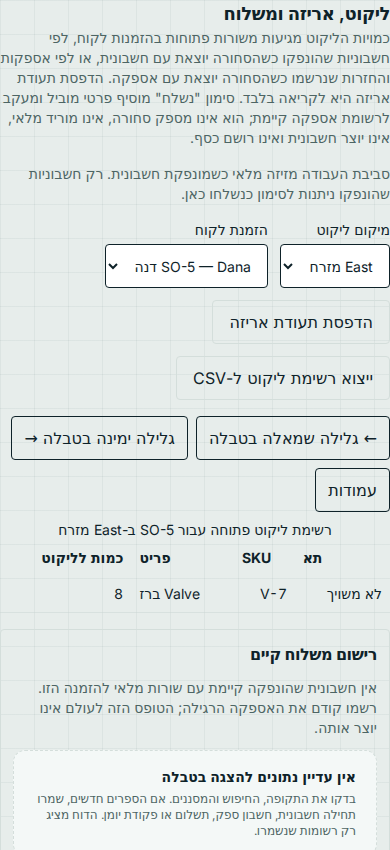 ליקוט, אריזה ומשלוח
כמויות הליקוט מגיעות משורות פתוחות בהזמנות לקוח, לפי
חשבוניות שהונפקו כשהסחורה יוצאת עם חשבונית, או לפי אספקות
והחזרות שנרשמו כשהסחורה יוצאת עם אספקה. הדפסת תעודת
אריזה היא לקריאה בלבד. סימון "נשלח" מוסיף פרטי מוביל ומעקב
לרשומת אספקה קיימת; הוא אינו מספק סחורה, אינו מוריד מלאי,
אינו יוצר חשבונית ואינו רושם כסף.
סביבת העבודה מזיזה מלאי כשמונפקת חשבונית. רק חשבוניות
שהונפקו ניתנות לסימון כנשלחו כאן.
מיקום ליקוט
הזמנת לקוח
East מזרח
SO-5 — Dana דנה
הדפסת תעודת אריזה
ייצוא רשימת ליקוט ל-CSV
← גלילה שמאלה בטבלה
גלילה ימינה בטבלה →
עמודות
רשימת ליקוט פתוחה עבור SO-5 ב-East מזרח
תא SKU פריט כמות לליקוט
לא משויך V-7 Valve ברז 8
רישום משלוח קיים
אין חשבונית שהונפקה קיימת עם שורות מלאי להזמנה הזו.
רשמו קודם את האספקה הרגילה; הטופס הזה לעולם אינו
יוצר אותה.
אין עדיין נתונים להצגה בטבלה
בדקו את התקופה, החיפוש והמסננים. אם הספרים חדשים, שמרו
תחילה חשבונית, חשבון ספק, תשלום או פקודת יומן. הדוח מציג
רק רשומות שנשמרו.